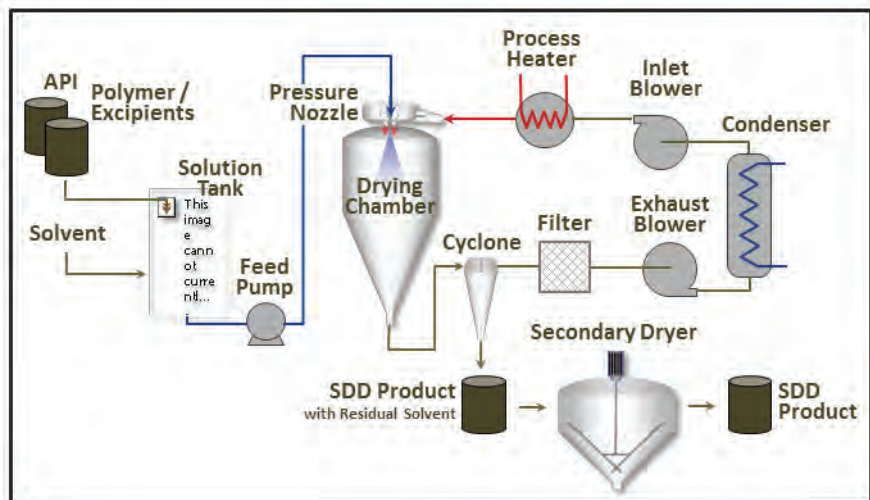 API
Polymer /
Excipients
Solution
Tank
This
imag
e
cann
ot
curre
ntl...
Solvent
Feed
Pump
Pressure
Nozzle
Drying
Chamber
Process
Heater
Inlet
Blower
Condenser
Exhaust
Blower
Filter
Cyclone
Secondary Dryer
SDD Product
with Residual Solvent
SDD
Product